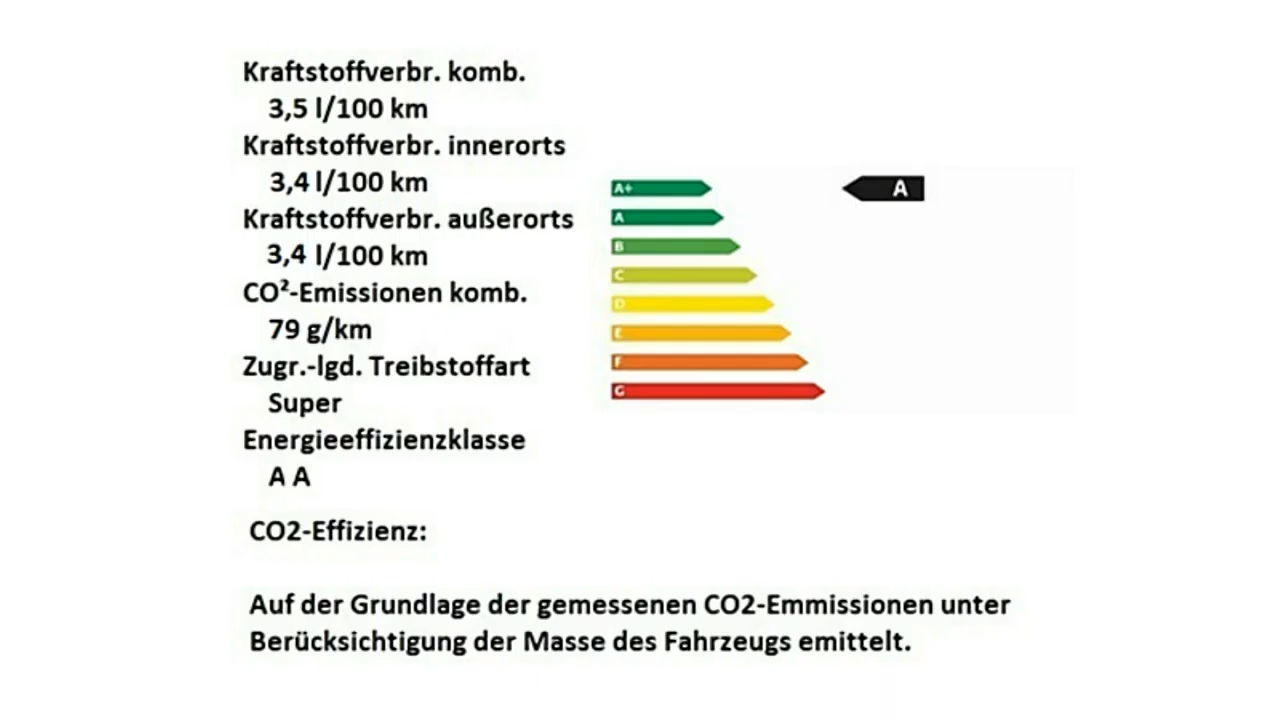 Kraftstoffverbr. komb.
3,5 l/100 km
Kraftstoffverbr. innerorts
3,4 l/100 km
Kraftstoffverbr. außerorts
3,4 l/100 km
CO²-Emissionen komb.
79 g/km
Zugr.-lgd. Treibstoffart
Super
Energieeffizienzklasse
A A
A+
A
A
B
C
D
E
F
G
CO2-Effizienz:
Auf der Grundlage der gemessenen CO2-Emmissionen unter
Berücksichtigung der Masse des Fahrzeugs emittelt.